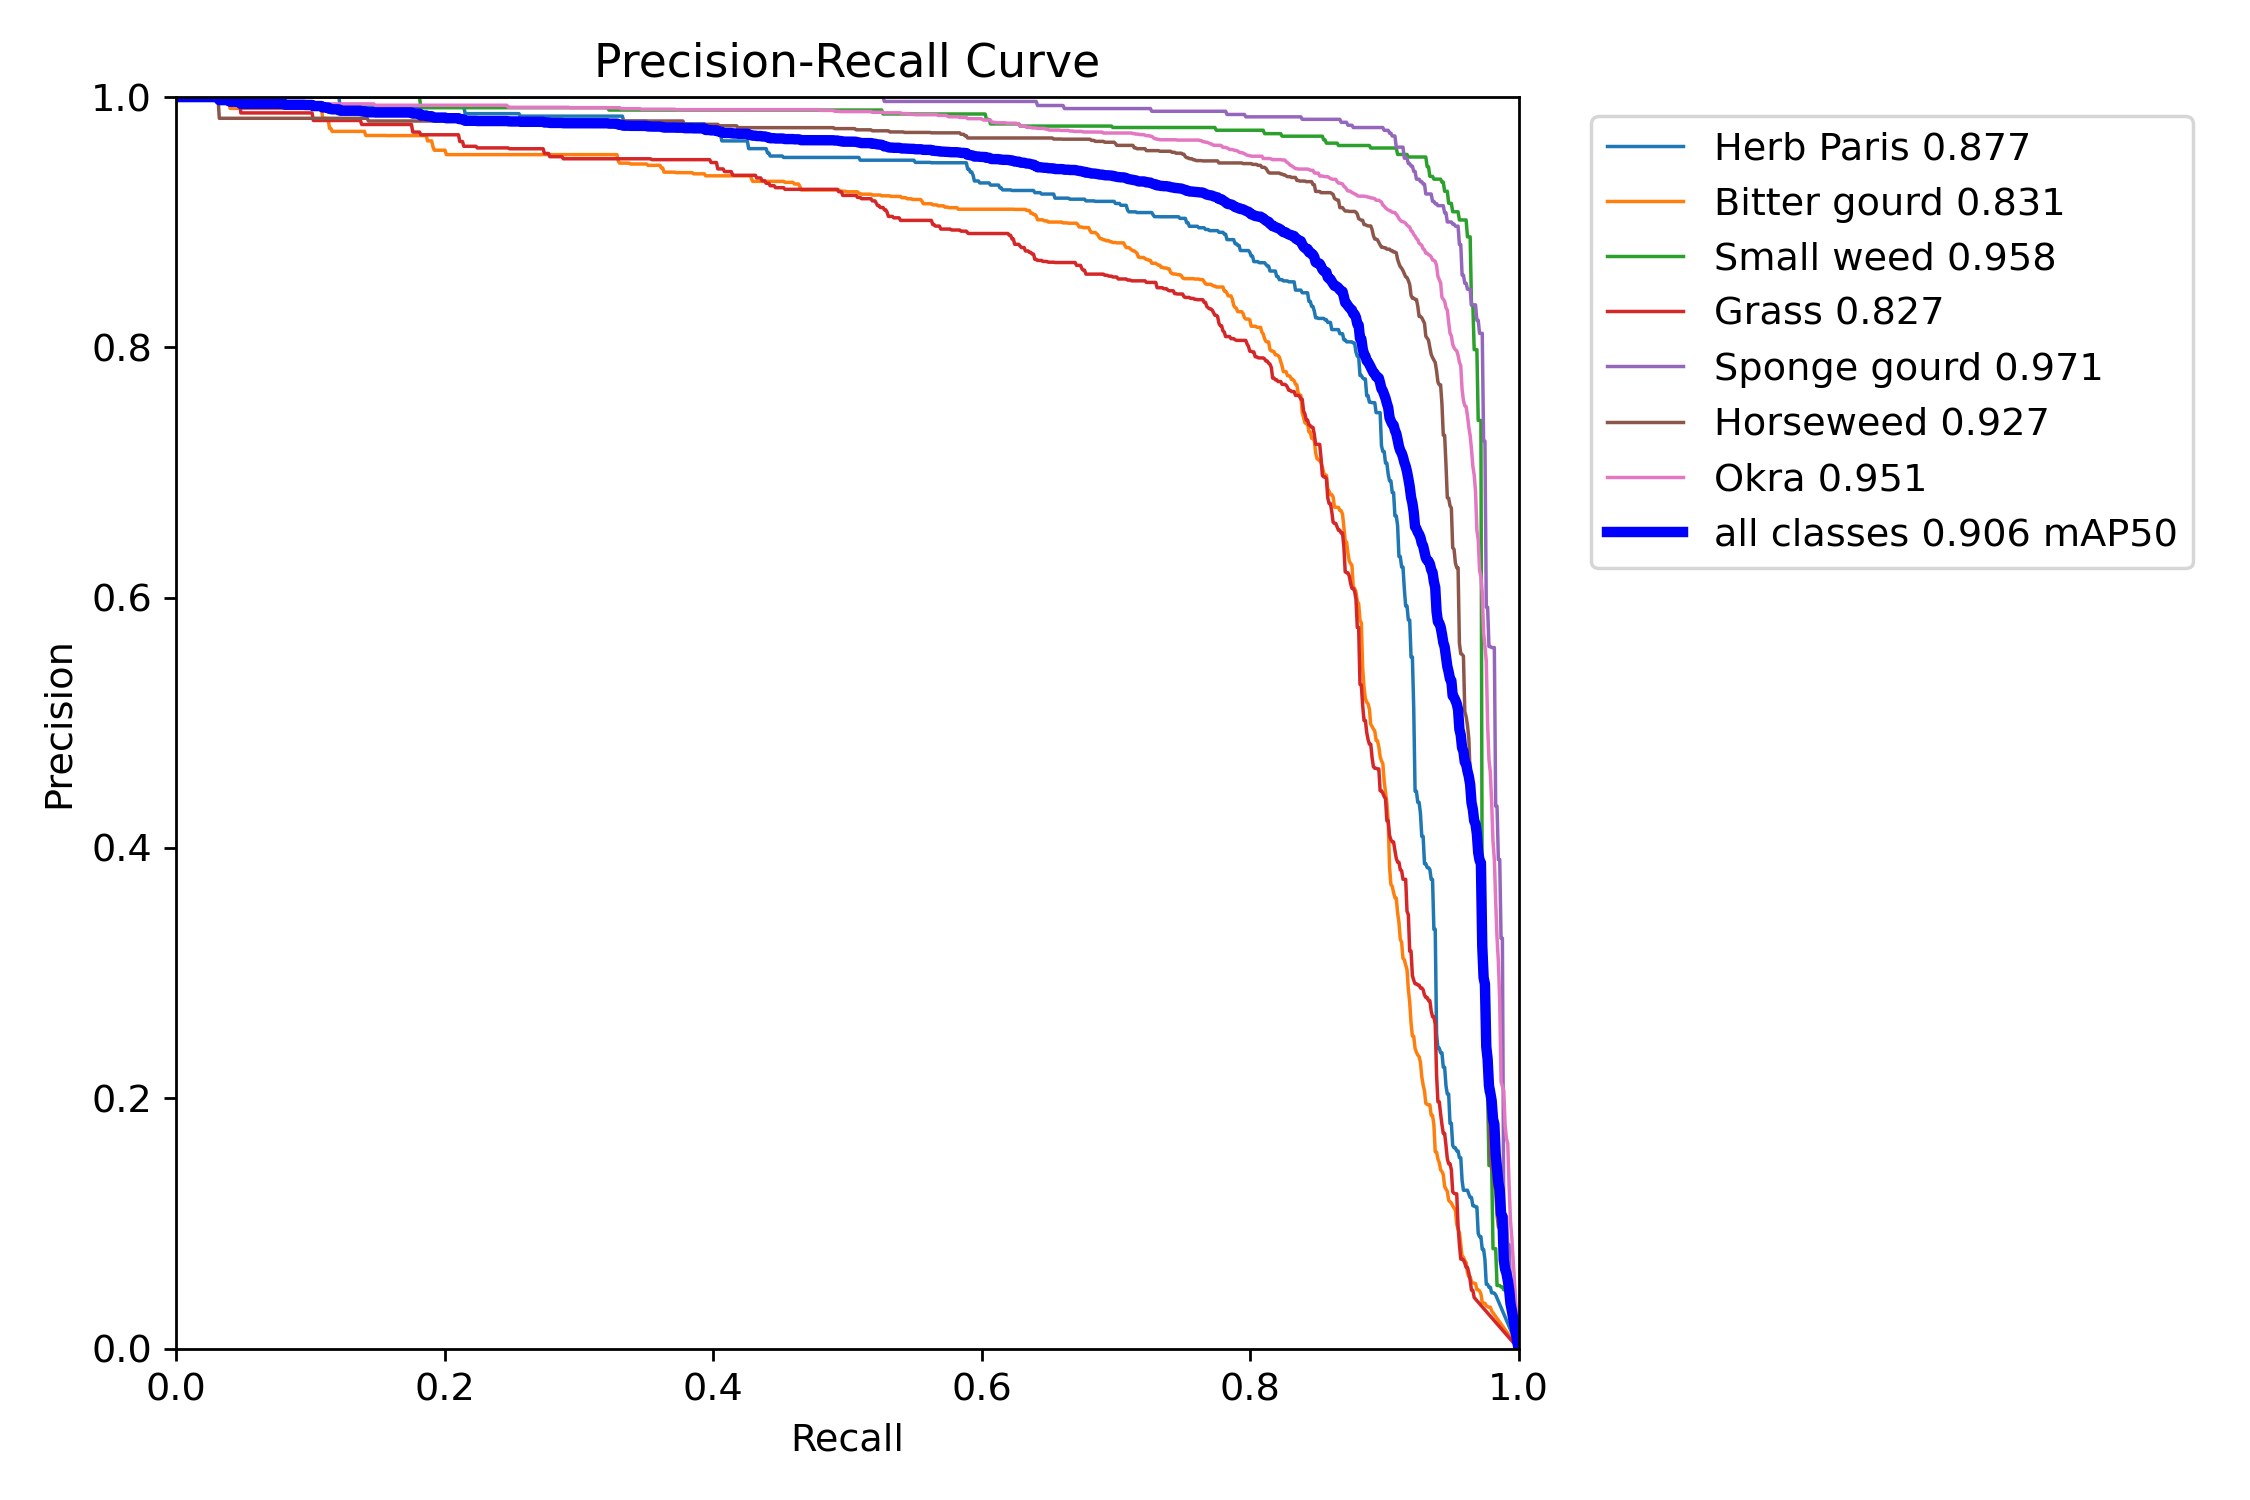 Precision-Recall Curve
1.0
0.8
0.6
0.4
0.2
0.0
Precision
0.0 0.2 0.4 0.6 0.8 1.0
Recall
Herb Paris 0.877
Bitter gourd 0.831
Small weed 0.958
Grass 0.827
Sponge gourd 0.971
Horseweed 0.927
Okra 0.951
all classes 0.906 mAP50